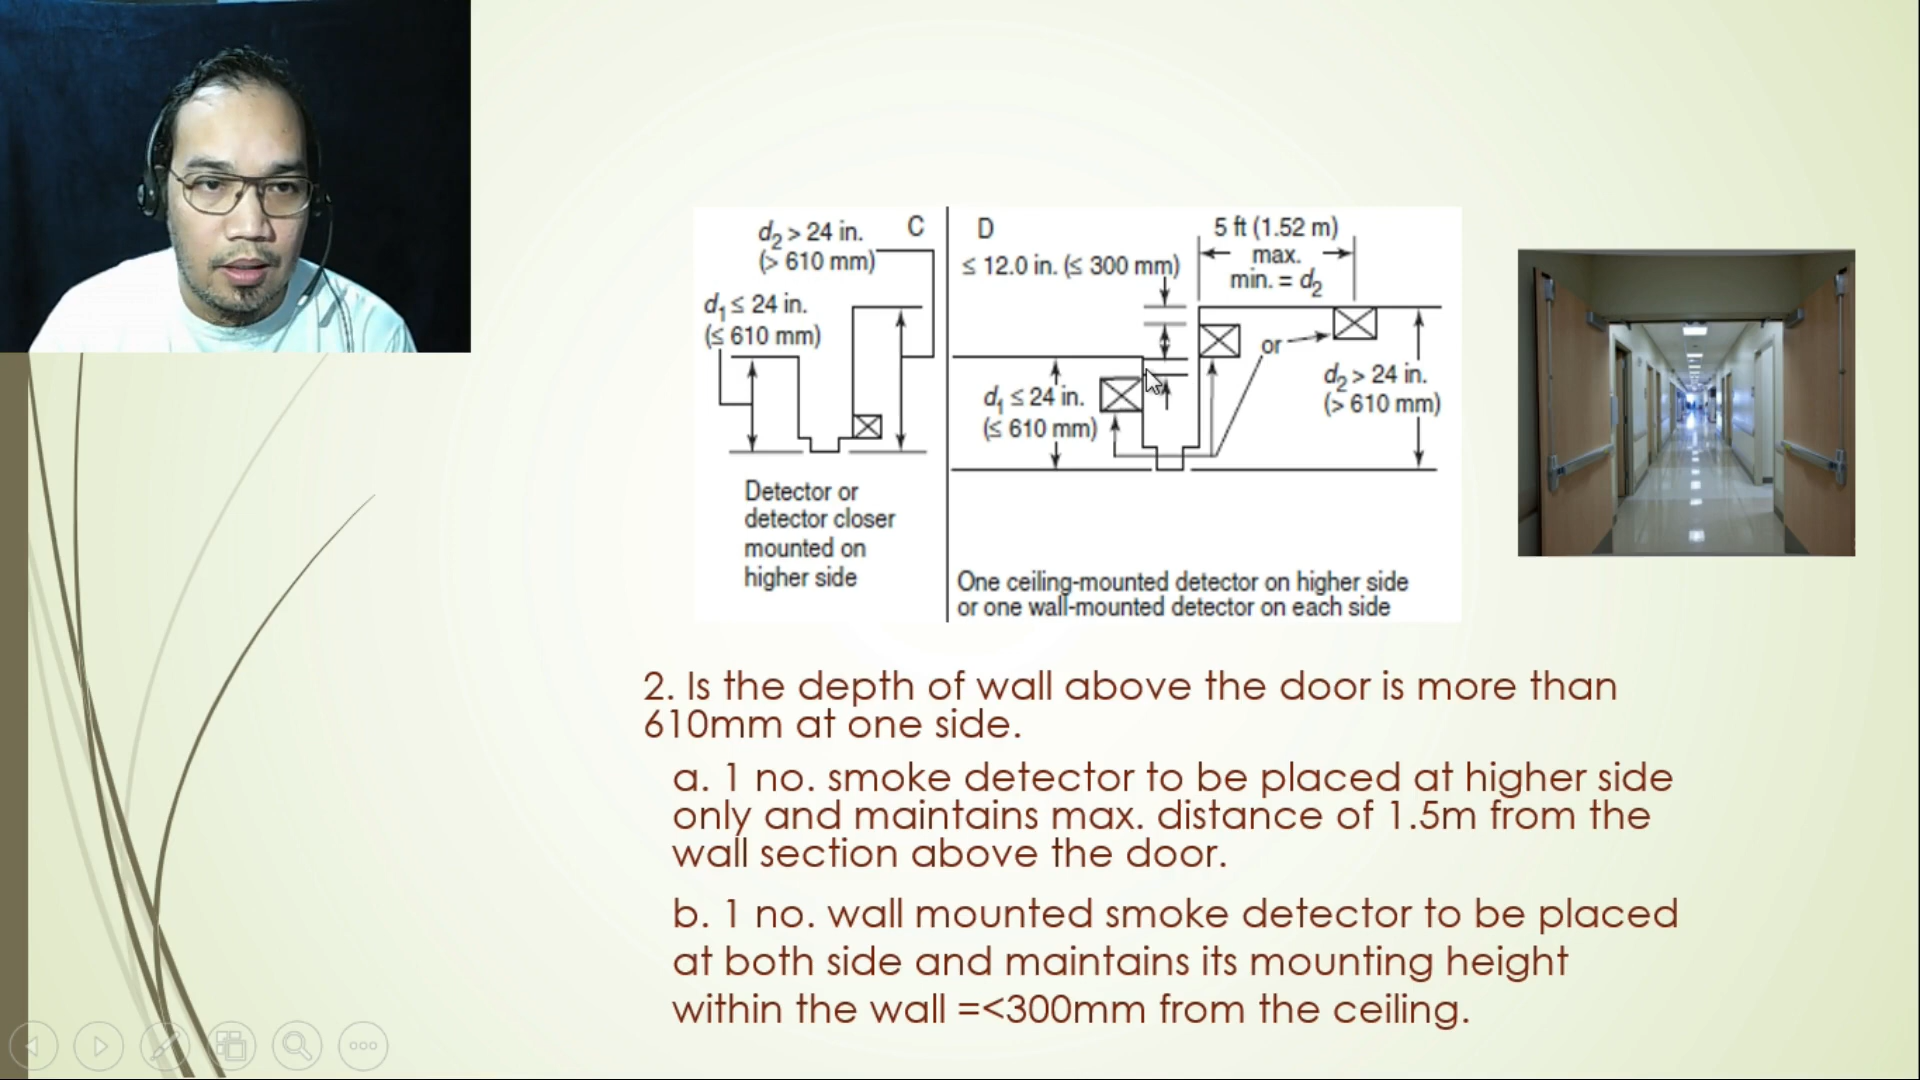 d2 > 24 in.
(> 610 mm)
C
d1 ≤ 24 in.
(≤ 610 mm)
Detector or
detector closer
mounted on
higher side
D
≤ 12.0 in. (≤ 300 mm)
5 ft (1.52 m)
max.
min. = d2
or
d1 ≤ 24 in.
(≤ 610 mm)
d2 > 24 in.
(> 610 mm)
One ceiling-mounted detector on higher side
or one wall-mounted detector on each side
2. Is the depth of wall above the door is more than
610mm at one side.
a. 1 no. smoke detector to be placed at higher side
only and maintains max. distance of 1.5m from the
wall section above the door.
b. 1 no. wall mounted smoke detector to be placed
at both side and maintains its mounting height
within the wall =<300mm from the ceiling.